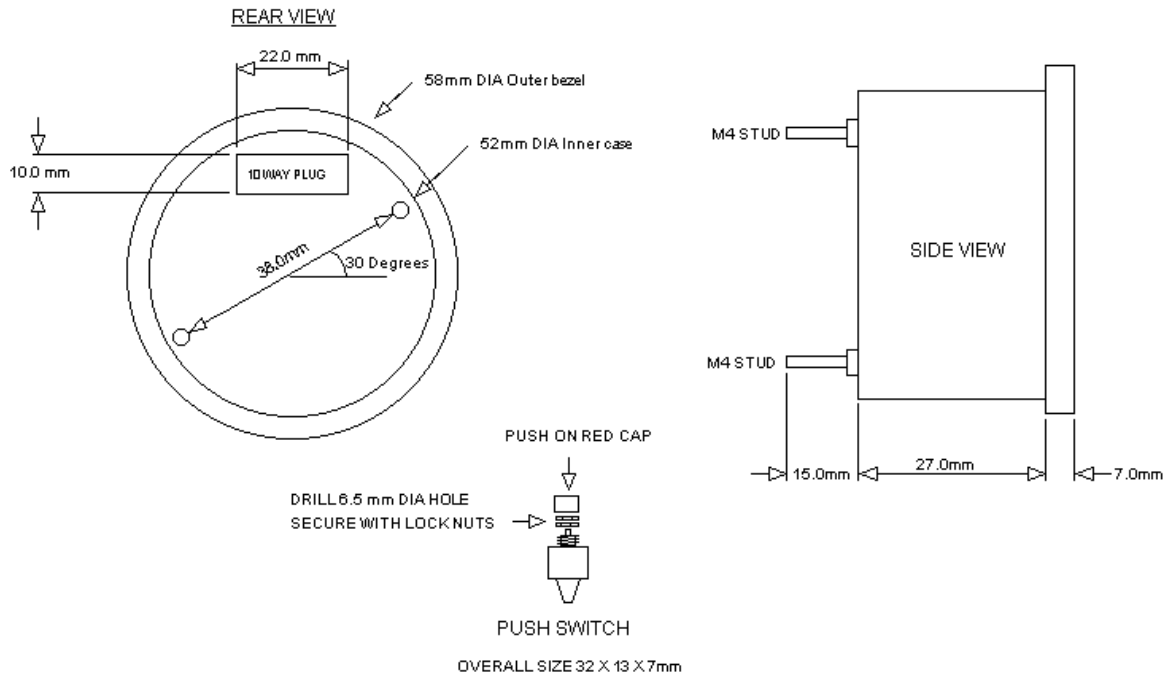 REAR VIEW
22.0 mm
58mm DIA Outer bezel
52mm DIA Inner case
10.0 mm
10WAY PLUG
38.0mm
30 Degrees
M4 STUD
SIDE VIEW
M4 STUD
15.0mm
27.0mm
7.0mm
PUSH ON RED CAP
DRILL 6.5 mm DIA HOLE
SECURE WITH LOCK NUTS
PUSH SWITCH
OVERALL SIZE 32 X 13 X 7mm